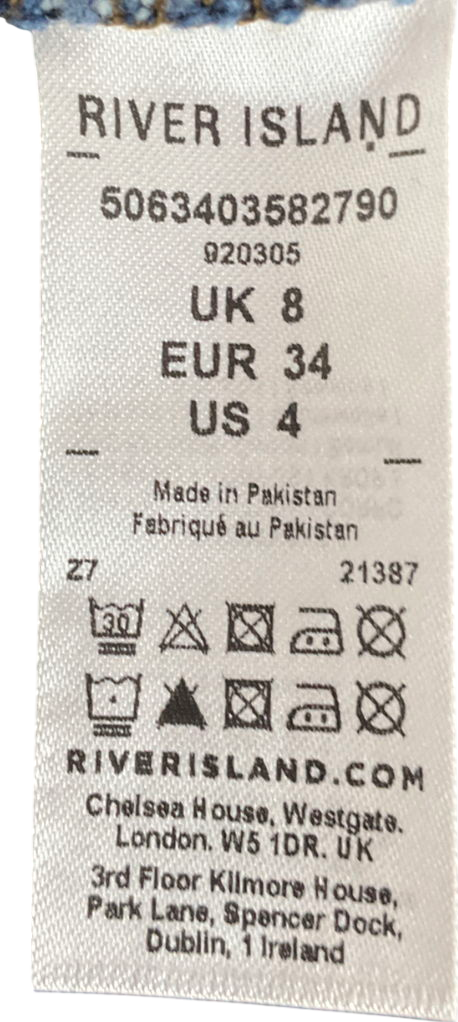 RIVER ISLAND
5063403582790
920305
UK 8
EUR 34
US 4
Made in Pakistan
Fabriqué au Pakistan
Z7 21387
30
RIVERISLAND.COM
Chelsea House, Westgate.
London. W5 1DR. UK
3rd Floor Kilmore House,
Park Lane, Spencer Dock,
Dublin, 1 Ireland